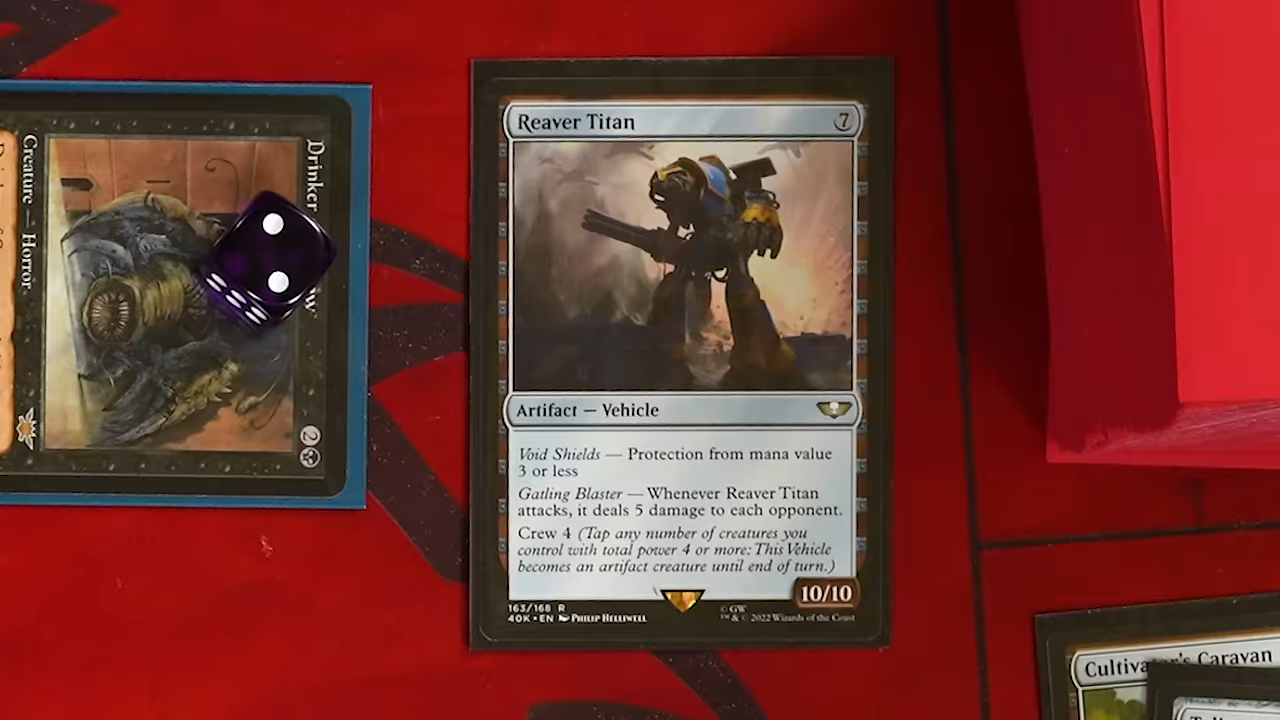 Reaver Titan 7
Artifact — Vehicle
Void Shields — Protection from mana value
3 or less
Gatling Blaster — Whenever Reaver Titan
attacks, it deals 5 damage to each opponent.
Crew 4 (Tap any number of creatures you
control with total power 4 or more: This Vehicle
becomes an artifact creature until end of turn.)
10/10
163/168 R
40K • EN Philip Helliwell
© GW
™ & © 2022 Wizards of the Coast
Drinker
2
Creature — Horror
Cultivator's Caravan